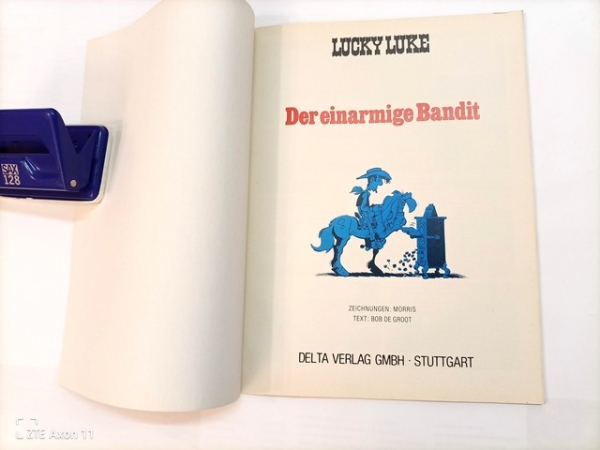 LUCKY LUKE
Der einarmige Bandit
ZEICHNUNGEN: MORRIS
TEXT: BOB DE GROOT
DELTA VERLAG GMBH · STUTTGART
SAX
128
ZTE Axon 11